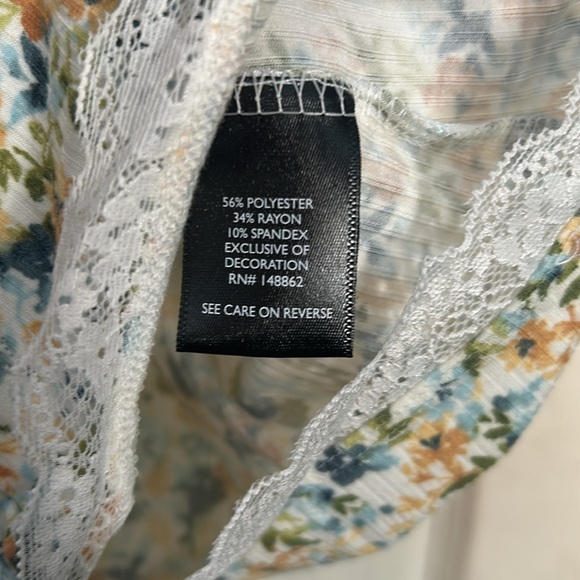 56% POLYESTER
34% RAYON
10% SPANDEX
EXCLUSIVE OF
DECORATION
RN# 148862
SEE CARE ON REVERSE